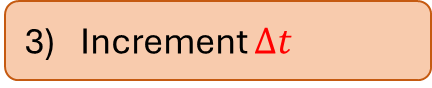 3) Increment Δt